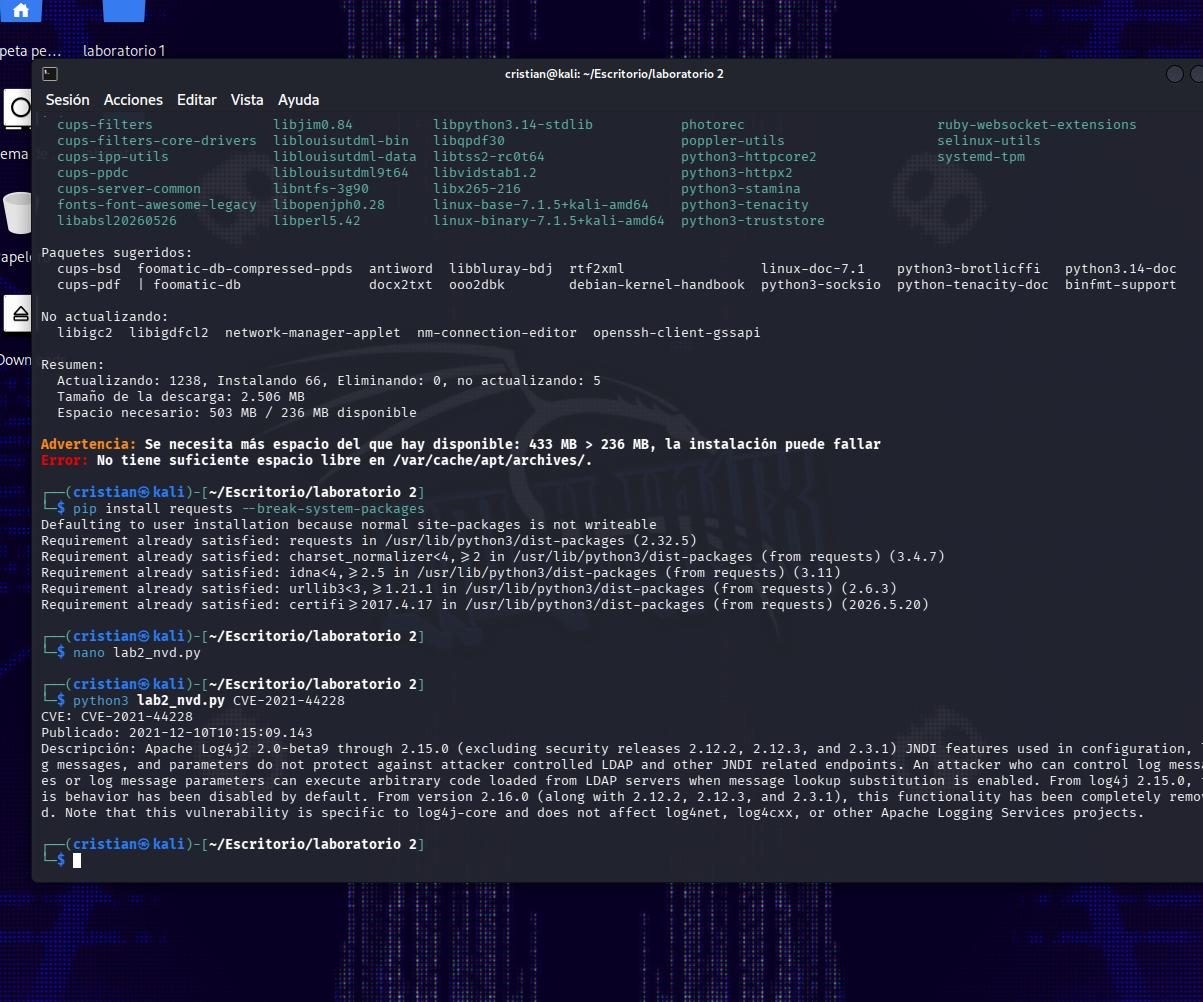 peta pe... laboratorio 1
cristian@kali: ~/Escritorio/laboratorio 2
Sesión Acciones Editar Vista Ayuda
cups-filters libjim0.84 libpython3.14-stdlib photorec ruby-websocket-extensions
cups-filters-core-drivers liblouisutdml-bin libqpdf30 poppler-utils selinux-utils
cups-ipp-utils liblouisutdml-data libtss2-rc0t64 python3-httpcore2 systemd-tpm
cups-ppdc liblouisutdml9t64 libvidstab1.2 python3-httpx2
cups-server-common libntfs-3g90 libx265-216 python3-stamina
fonts-font-awesome-legacy libopenjph0.28 linux-base-7.1.5+kali-amd64 python3-tenacity
libabsl20260526 libperl5.42 linux-binary-7.1.5+kali-amd64 python3-truststore
Paquetes sugeridos:
cups-bsd foomatic-db-compressed-ppds antiword libbluray-bdj rtf2xml linux-doc-7.1 python3-brotlicffi python3.14-doc
cups-pdf | foomatic-db docx2txt ooo2dbk debian-kernel-handbook python3-socksio python-tenacity-doc binfmt-support
No actualizando:
libigc2 libigdfcl2 network-manager-applet nm-connection-editor openssh-client-gssapi
Resumen:
Actualizando: 1238, Instalando 66, Eliminando: 0, no actualizando: 5
Tamaño de la descarga: 2.506 MB
Espacio necesario: 503 MB / 236 MB disponible
Advertencia: Se necesita más espacio del que hay disponible: 433 MB > 236 MB, la instalación puede fallar
Error: No tiene suficiente espacio libre en /var/cache/apt/archives/.
┌──(cristian㉿kali)-[~/Escritorio/laboratorio 2]
└─$ pip install requests --break-system-packages
Defaulting to user installation because normal site-packages is not writeable
Requirement already satisfied: requests in /usr/lib/python3/dist-packages (2.32.5)
Requirement already satisfied: charset_normalizer<4,>=2 in /usr/lib/python3/dist-packages (from requests) (3.4.7)
Requirement already satisfied: idna<4,>=2.5 in /usr/lib/python3/dist-packages (from requests) (3.11)
Requirement already satisfied: urllib3<3,>=1.21.1 in /usr/lib/python3/dist-packages (from requests) (2.6.3)
Requirement already satisfied: certifi>=2017.4.17 in /usr/lib/python3/dist-packages (from requests) (2026.5.20)
┌──(cristian㉿kali)-[~/Escritorio/laboratorio 2]
└─$ nano lab2_nvd.py
┌──(cristian㉿kali)-[~/Escritorio/laboratorio 2]
└─$ python3 lab2_nvd.py CVE-2021-44228
CVE: CVE-2021-44228
Publicado: 2021-12-10T10:15:09.143
Descripción: Apache Log4j2 2.0-beta9 through 2.15.0 (excluding security releases 2.12.2, 2.12.3, and 2.3.1) JNDI features used in configuration,
g messages, and parameters do not protect against attacker controlled LDAP and other JNDI related endpoints. An attacker who can control log messa
es or log message parameters can execute arbitrary code loaded from LDAP servers when message lookup substitution is enabled. From log4j 2.15.0,
is behavior has been disabled by default. From version 2.16.0 (along with 2.12.2, 2.12.3, and 2.3.1), this functionality has been completely remov
d. Note that this vulnerability is specific to log4j-core and does not affect log4net, log4cxx, or other Apache Logging Services projects.
┌──(cristian㉿kali)-[~/Escritorio/laboratorio 2]
└─$